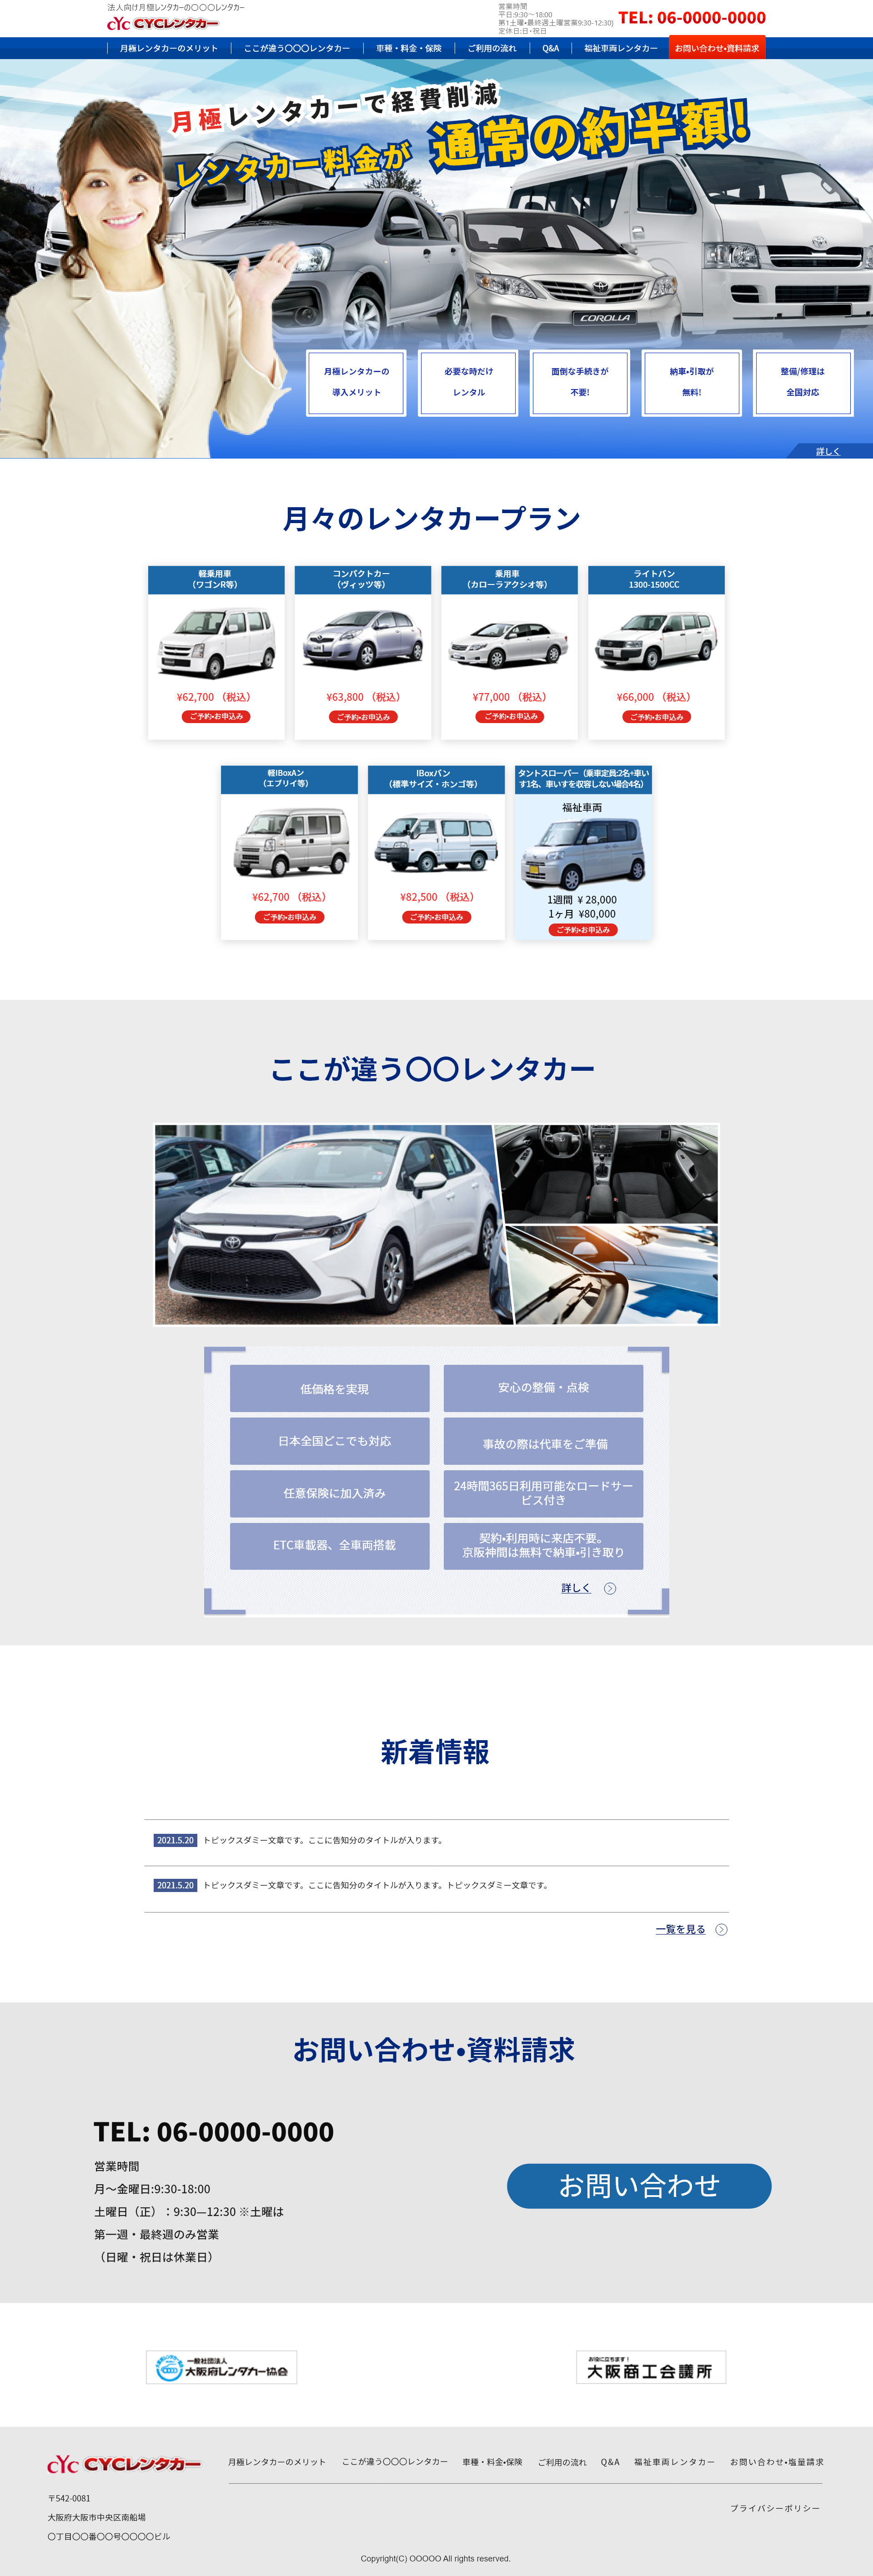 法人向け月極レンタカーの〇〇〇レンタカー
CYC CYCレンタカー
営業時間
平日:9:30〜18:00
第1土曜•最終週土曜営業9:30-12:30)
定休日:日・祝日
TEL: 06-0000-0000
月極レンタカーのメリット
ここが違う〇〇〇レンタカー
車種・料金・保険
ご利用の流れ
Q&A
福祉車両レンタカー
お問い合わせ•資料請求
月極レンタカーで経費削減
レンタカー料金が 通常の約半額!
COROLLA
月極レンタカーの
導入メリット
必要な時だけ
レンタル
面倒な手続きが
不要!
納車•引取が
無料!
整備/修理は
全国対応
詳しく
月々のレンタカープラン
軽乗用車
（ワゴンR等）
¥62,700 （税込）
ご予約•お申込み
コンパクトカー
（ヴィッツ等）
¥63,800 （税込）
ご予約•お申込み
乗用車
（カローラアクシオ等）
¥77,000 （税込）
ご予約•お申込み
ライトバン
1300-1500CC
¥66,000 （税込）
ご予約•お申込み
軽IBoxAン
（エブリイ等）
¥62,700 （税込）
ご予約•お申込み
IBoxバン
（標準サイズ・ホンゴ等）
¥82,500 （税込）
ご予約•お申込み
タントスローパー（乗車定員:2名+車い
す1名、車いすを収容しない場合4名）
福祉車両
1週間 ¥ 28,000
1ヶ月 ¥80,000
ご予約•お申込み
ここが違う〇〇レンタカー
低価格を実現
安心の整備・点検
日本全国どこでも対応
事故の際は代車をご準備
任意保険に加入済み
24時間365日利用可能なロードサー
ビス付き
ETC車載器、全車両搭載
契約•利用時に来店不要。
京阪神間は無料で納車•引き取り
詳しく
新着情報
2021.5.20 トピックスダミー文章です。ここに告知分のタイトルが入ります。
2021.5.20 トピックスダミー文章です。ここに告知分のタイトルが入ります。トピックスダミー文章です。
一覧を見る
お問い合わせ•資料請求
TEL: 06-0000-0000
営業時間
月〜金曜日:9:30-18:00
土曜日（正）：9:30—12:30 ※土曜は
第一週・最終週のみ営業
（日曜・祝日は休業日）
お問い合わせ
一般社団法人
大阪府レンタカー協会
お役に立ちます！
大阪商工会議所
CYC CYCレンタカー
月極レンタカーのメリット
ここが違う〇〇〇レンタカー
車種・料金•保険
ご利用の流れ
Q&A
福祉車両レンタカー
お問い合わせ•塩量請求
〒542-0081
大阪府大阪市中央区南船場
〇丁目〇〇番〇〇号〇〇〇〇ビル
プライバシーポリシー
Copyright(C) OOOOO All rights reserved.